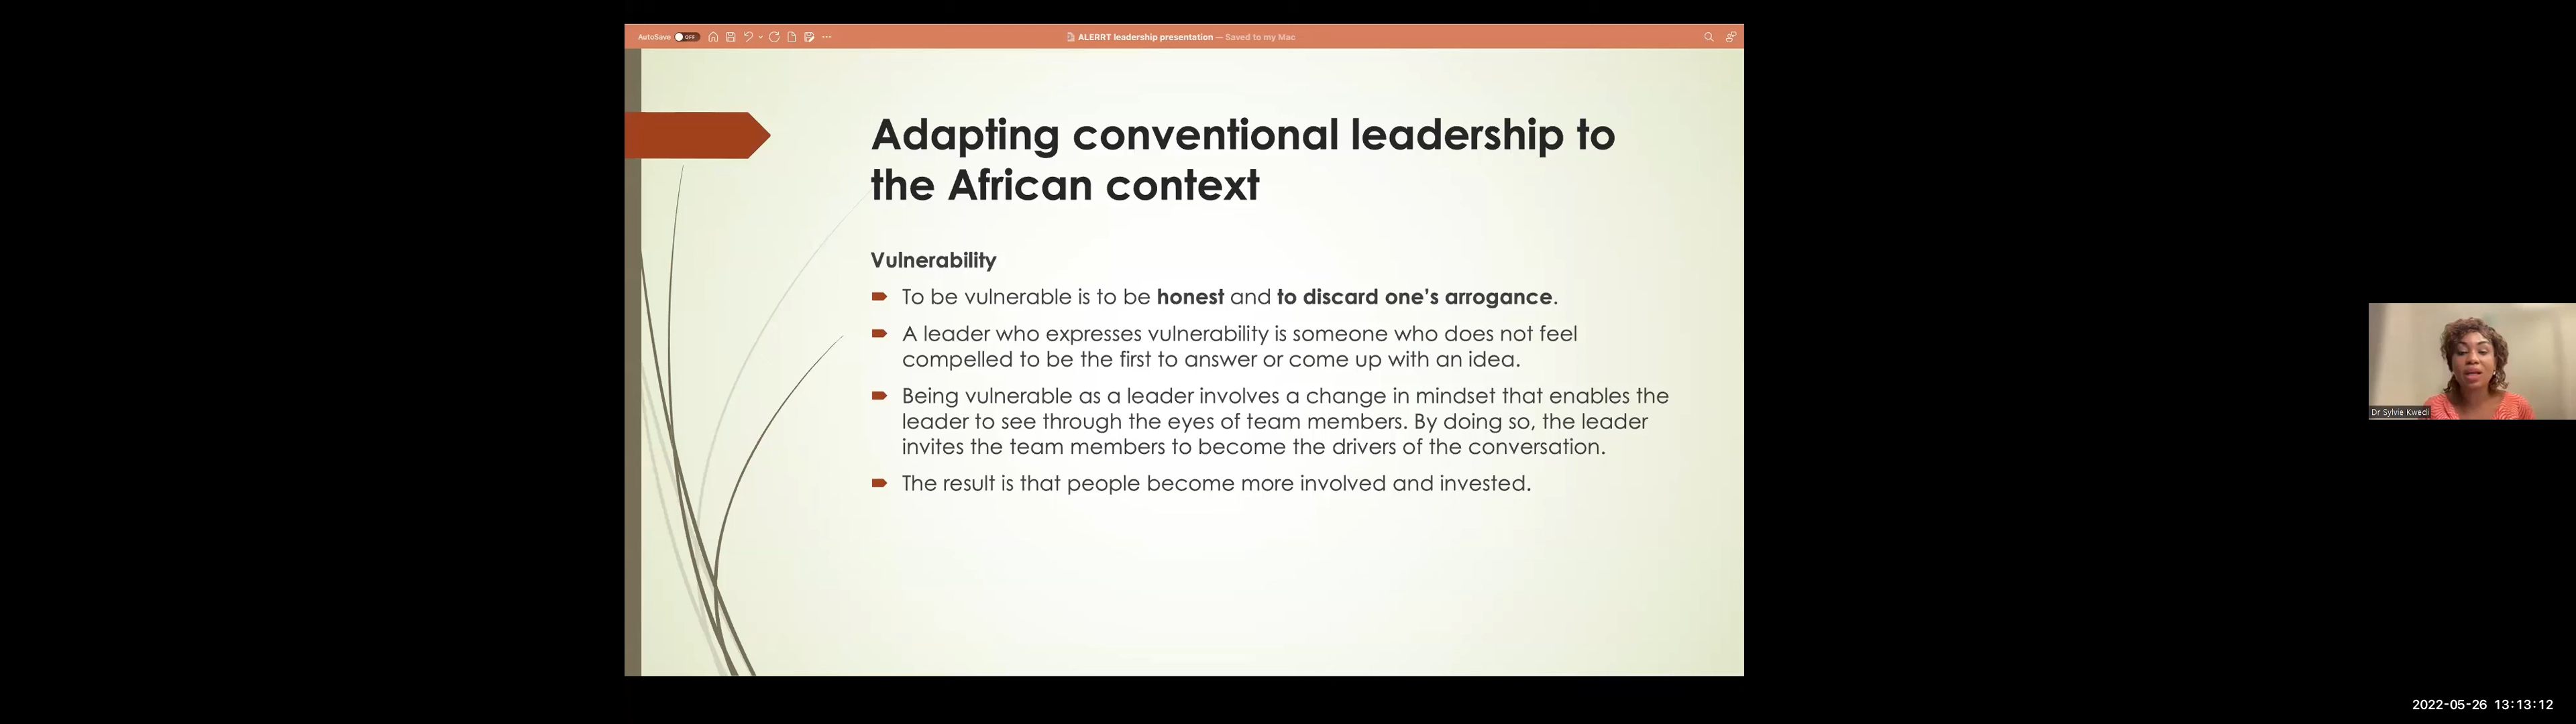 AutoSave OFF
ALERRT leadership presentation — Saved to my Mac
Adapting conventional leadership to
the African context
Vulnerability
To be vulnerable is to be honest and to discard one’s arrogance.
A leader who expresses vulnerability is someone who does not feel
compelled to be the first to answer or come up with an idea.
Being vulnerable as a leader involves a change in mindset that enables the
leader to see through the eyes of team members. By doing so, the leader
invites the team members to become the drivers of the conversation.
The result is that people become more involved and invested.
Dr Sylvie Kwedi
2022-05-26 13:13:12